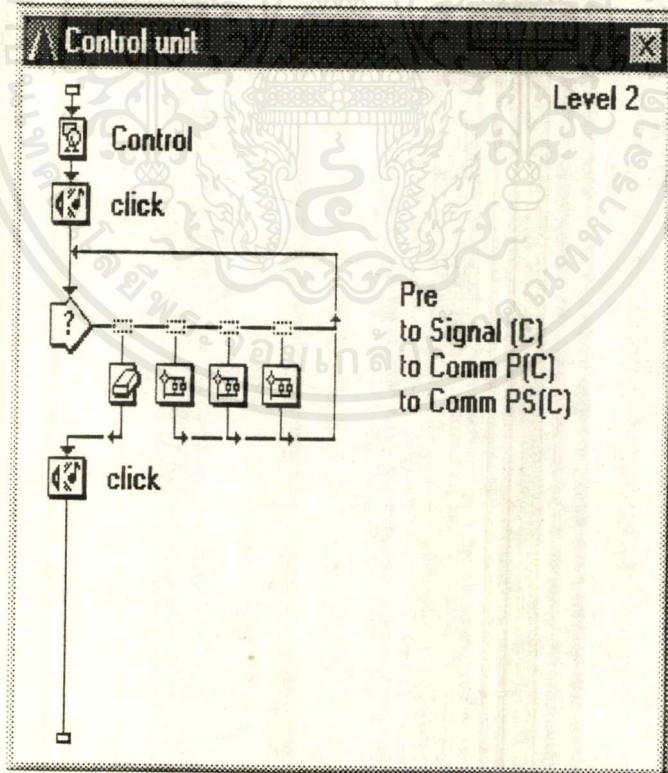 Control unit
Level 2
Control
click
?
Pre
to Signal (C)
to Comm P(C)
to Comm PS(C)
click